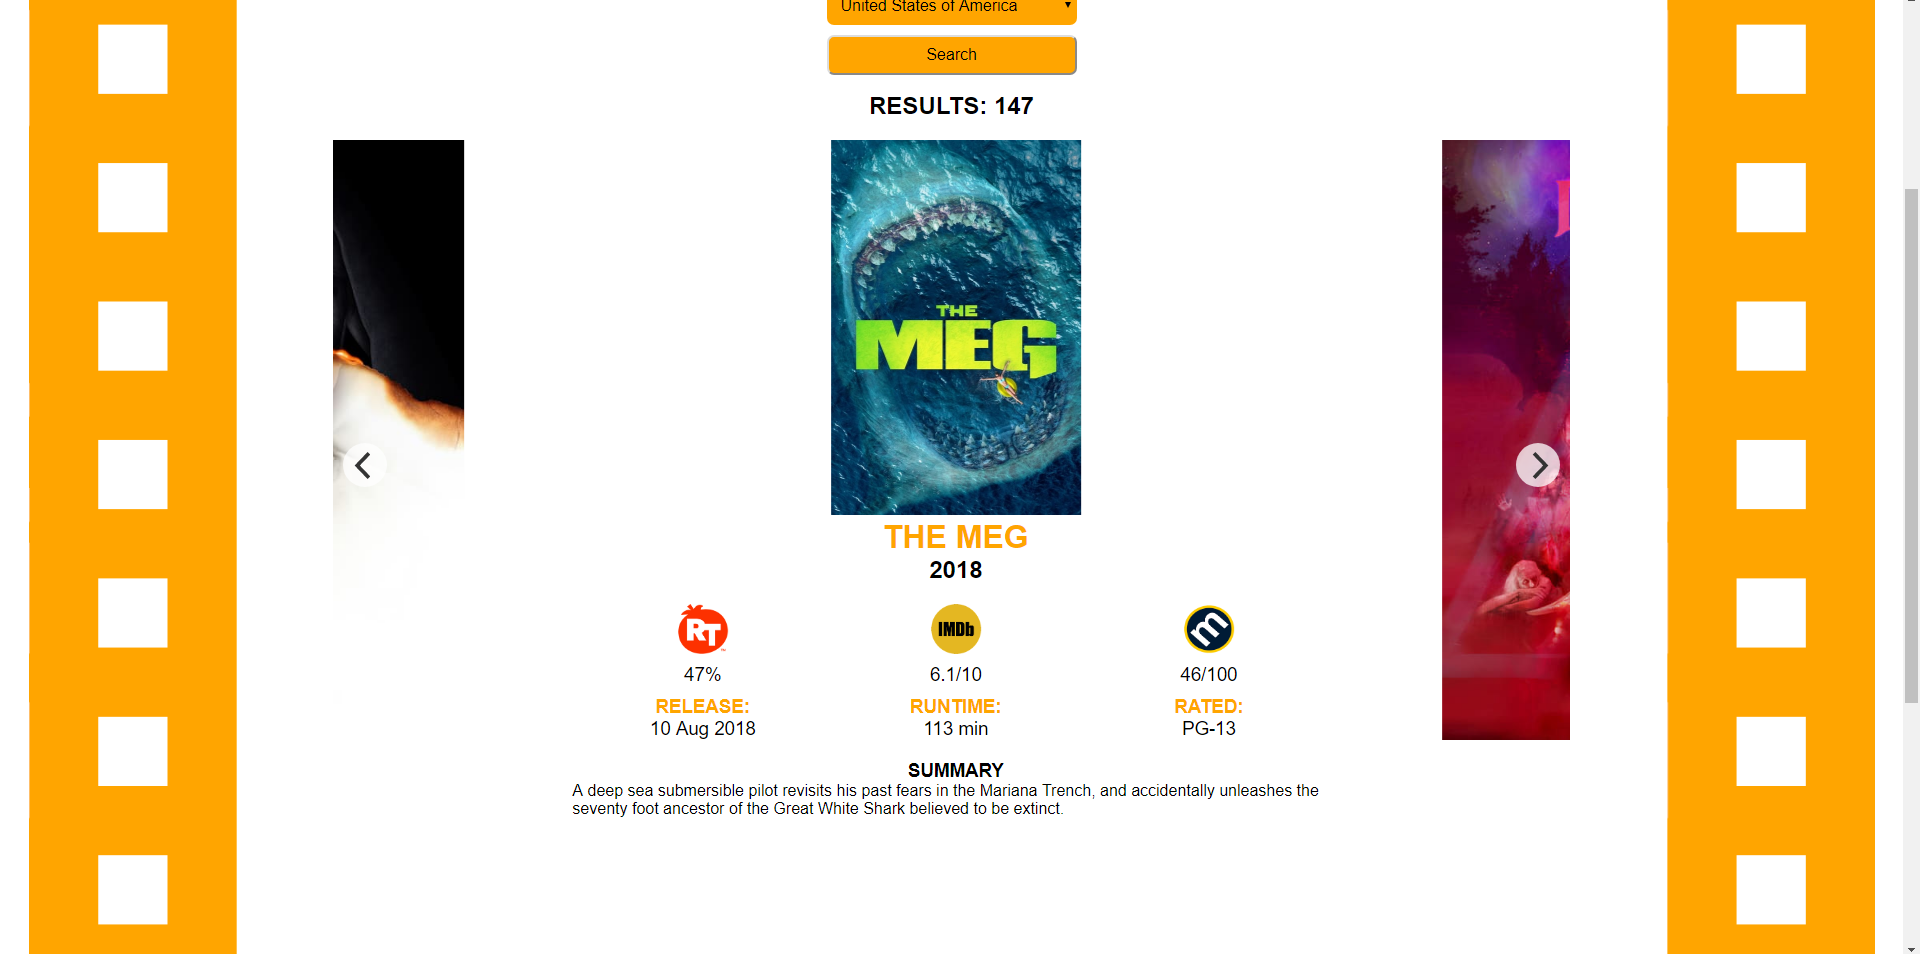 United States of America
Search
RESULTS: 147
THE
MEG
THE MEG
2018
RT
IMDb
m
47%
6.1/10
46/100
RELEASE:
RUNTIME:
RATED:
10 Aug 2018
113 min
PG-13
SUMMARY
A deep sea submersible pilot revisits his past fears in the Mariana Trench, and accidentally unleashes the
seventy foot ancestor of the Great White Shark believed to be extinct.